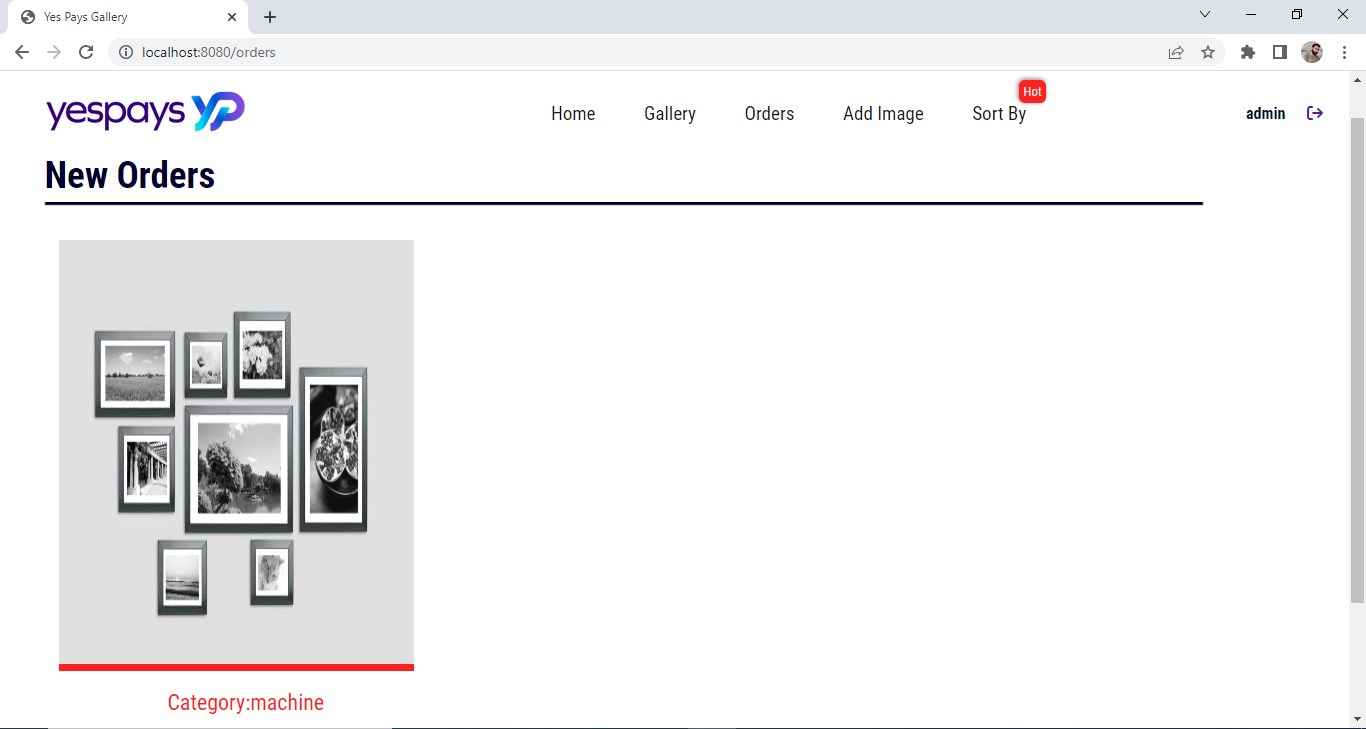 Yes Pays Gallery
localhost:8080/orders
yespays YP
Home Gallery Orders Add Image Sort By Hot admin
New Orders
Category:machine